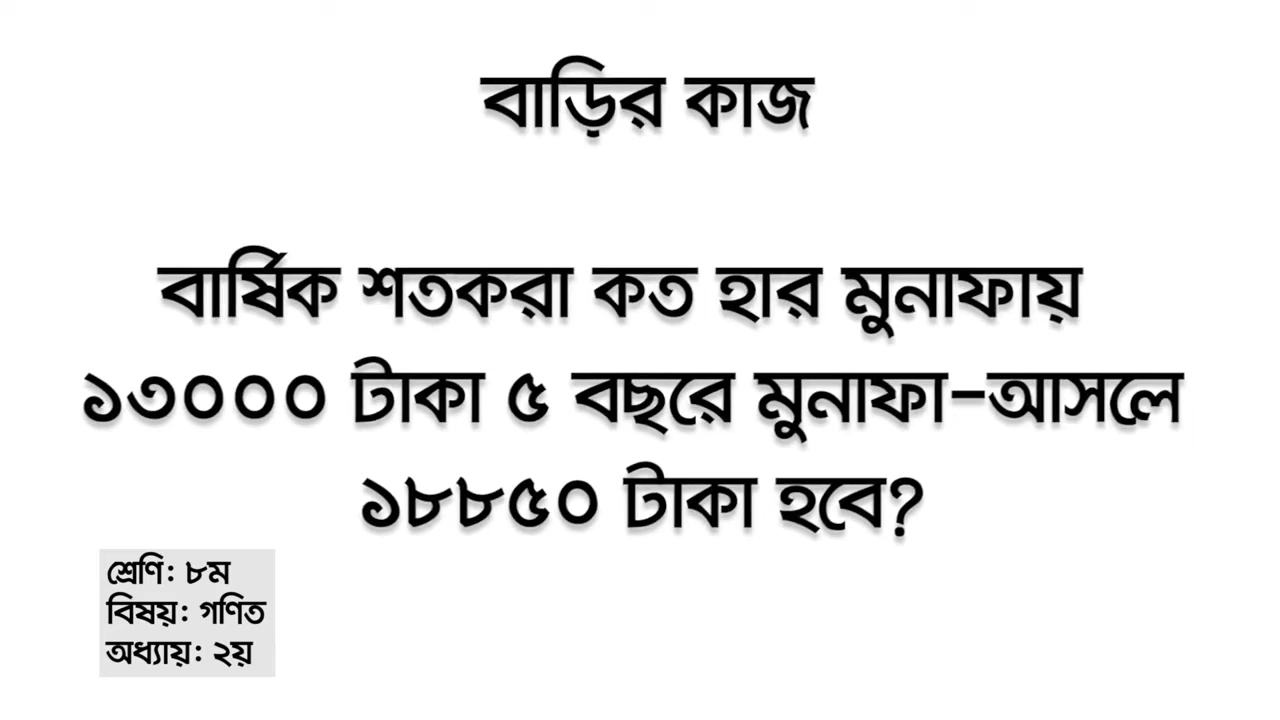 বাড়ির কাজ
বার্ষিক শতকরা কত হার মুনাফায়
১৩০০০ টাকা ৫ বছরে মুনাফা-আসলে
১৮৮৫০ টাকা হবে?
শ্রেণি: ৮ম
বিষয়: গণিত
অধ্যায়: ২য়